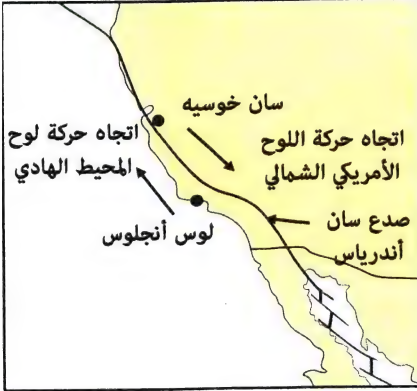 سان خوسيه
اتجاه حركة اللوح
الأمريكي الشمالي
اتجاه حركة لوح
المحيط الهادي
صدع سان
أندرياس
لوس أنجلوس